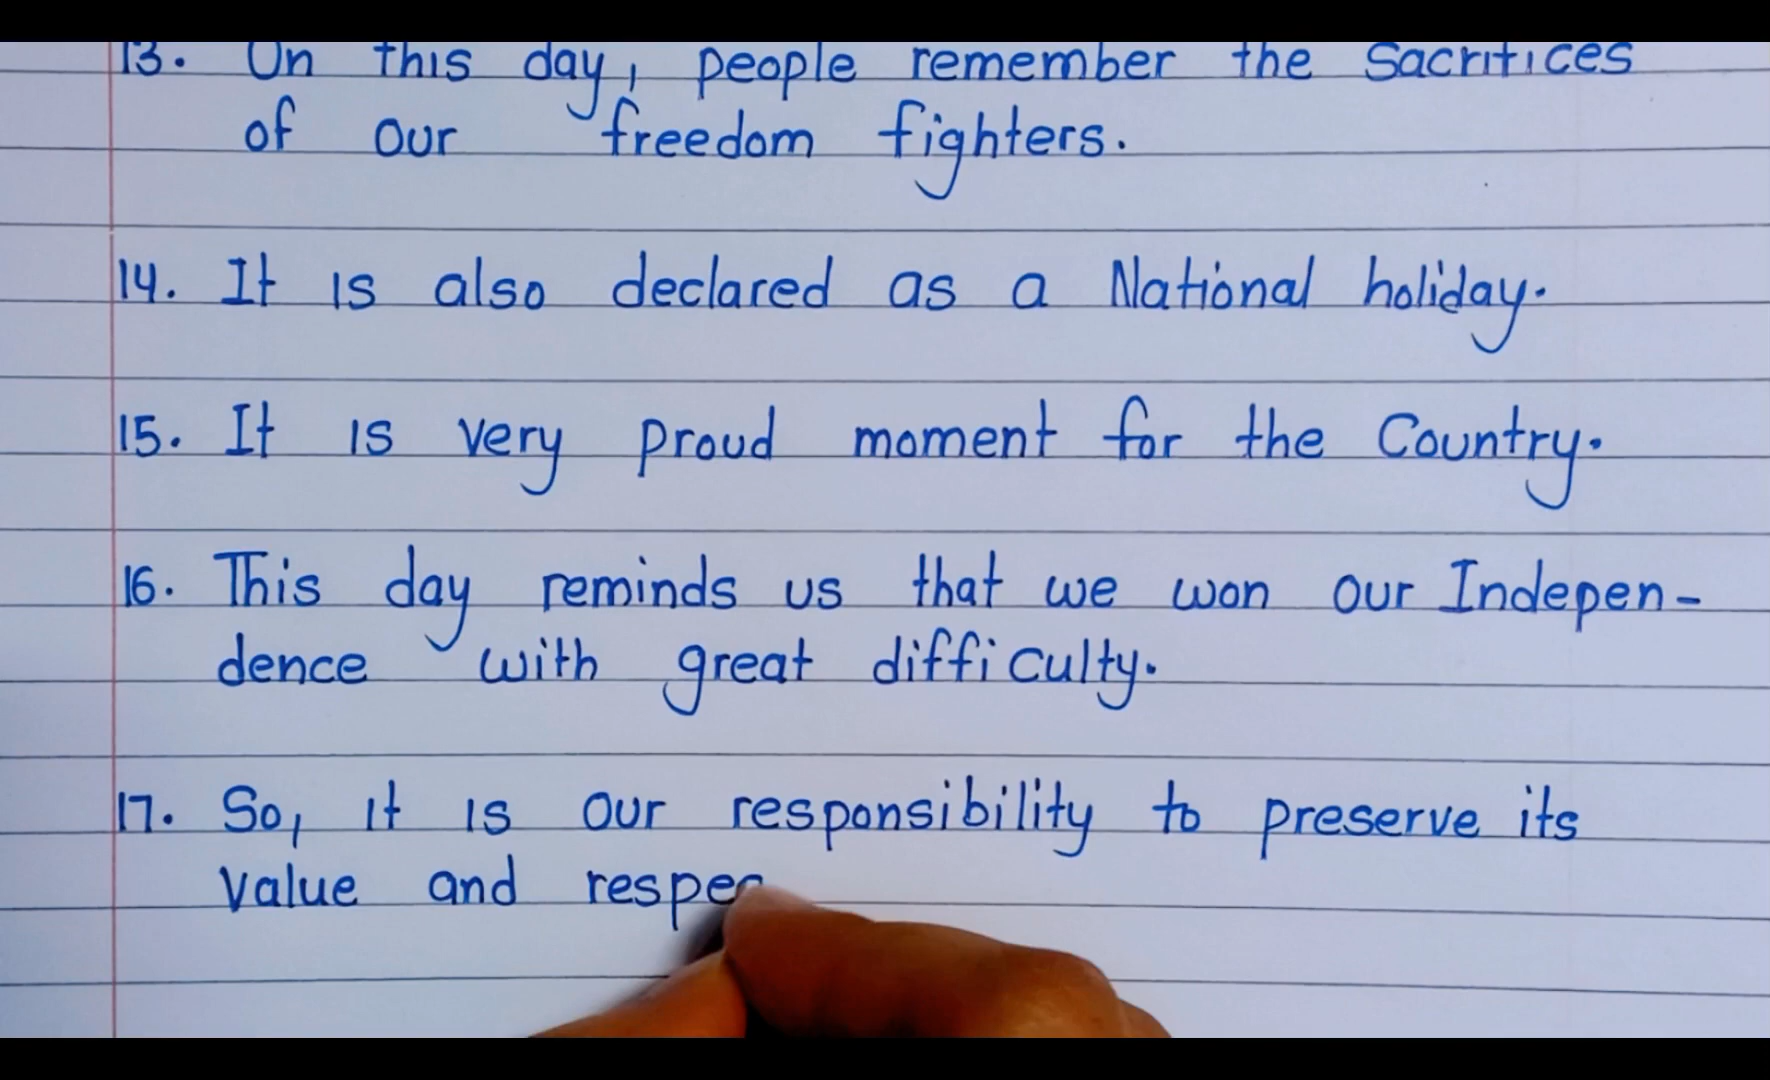 13. On this day, people remember the Sacrifices
of our freedom fighters.
14. It is also declared as a National holiday.
15. It is very proud moment for the Country.
16. This day reminds us that we won our Indepen-
dence with great difficulty.
17. So, it is our responsibility to preserve its
value and respec